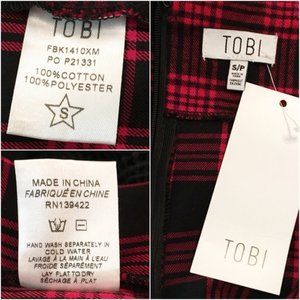 TOBI
FBK1410XM
PO P21331
100%COTTON
100%POLYESTER
S
MADE IN CHINA
FABRIQUÉ EN CHINE
RN139422
HAND WASH SEPARATELY IN
COLD WATER
LAVAGE À LA MAIN À L'EAU
FROIDE SÉPARÉMENT
LAY FLAT TO DRY
SÉCHAGE À PLAT
TOBI
S/P
TOBI